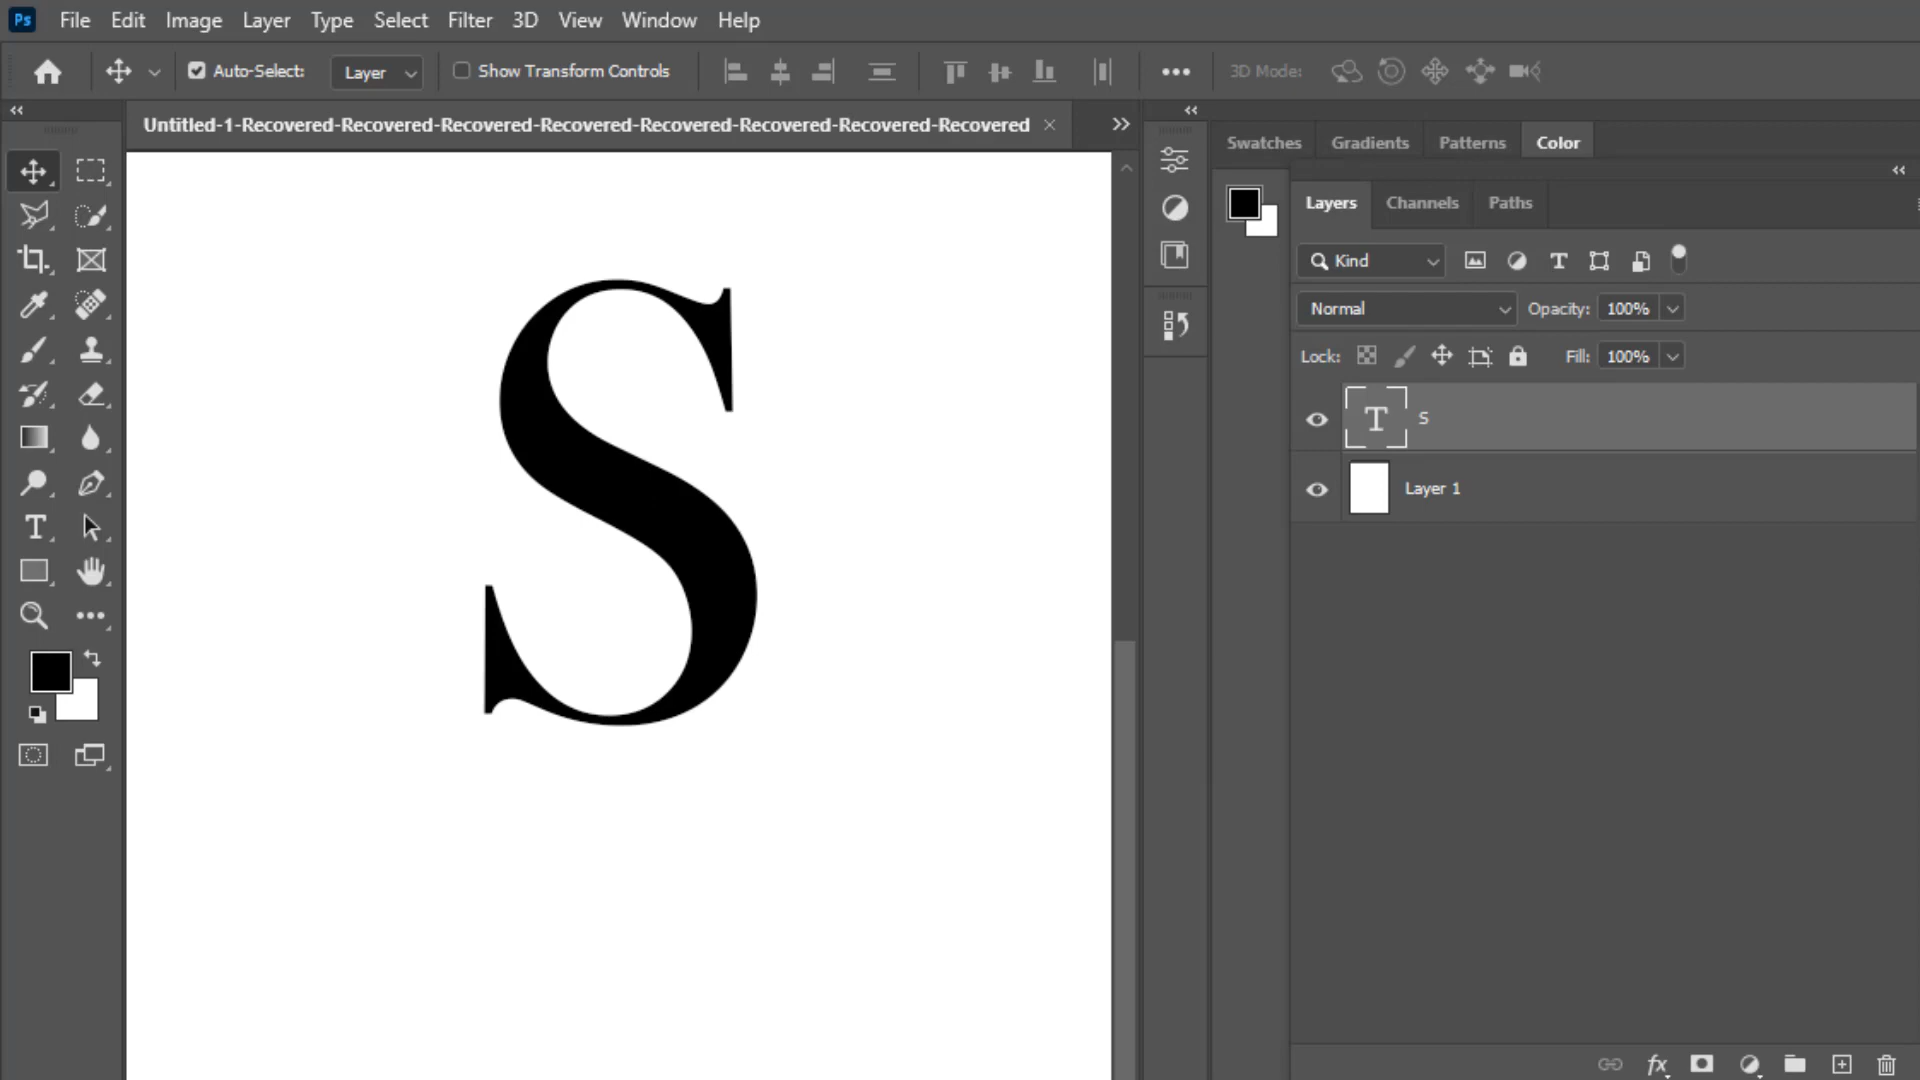 Ps File Edit Image Layer Type Select Filter 3D View Window Help
Auto-Select: Layer Show Transform Controls 3D Mode:
Untitled-1-Recovered-Recovered-Recovered-Recovered-Recovered-Recovered-Recovered-Recovered
Swatches Gradients Patterns Color
Layers Channels Paths
Kind
Normal Opacity: 100%
Lock: Fill: 100%
S
Layer 1
S
fx